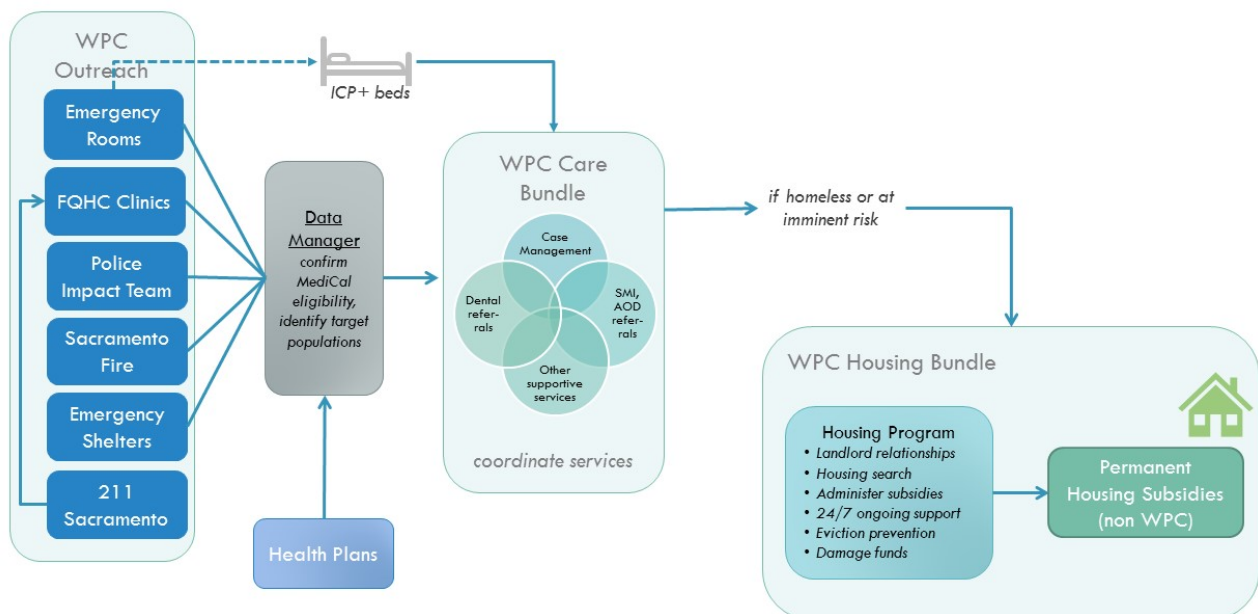 WPC
Outreach
Emergency
Rooms
FQHC Clinics
Police
Impact Team
Sacramento
Fire
Emergency
Shelters
211
Sacramento
ICP+ beds
Data
Manager
confirm
MediCal
eligibility,
identify target
populations
Health Plans
WPC Care
Bundle
Case
Management
Dental
refer-
rals
SMI,
AOD
refer-
rals
Other
supportive
services
coordinate services
if homeless or at
imminent risk
WPC Housing Bundle
Housing Program
• Landlord relationships
• Housing search
• Administer subsidies
• 24/7 ongoing support
• Eviction prevention
• Damage funds
Permanent
Housing Subsidies
(non WPC)